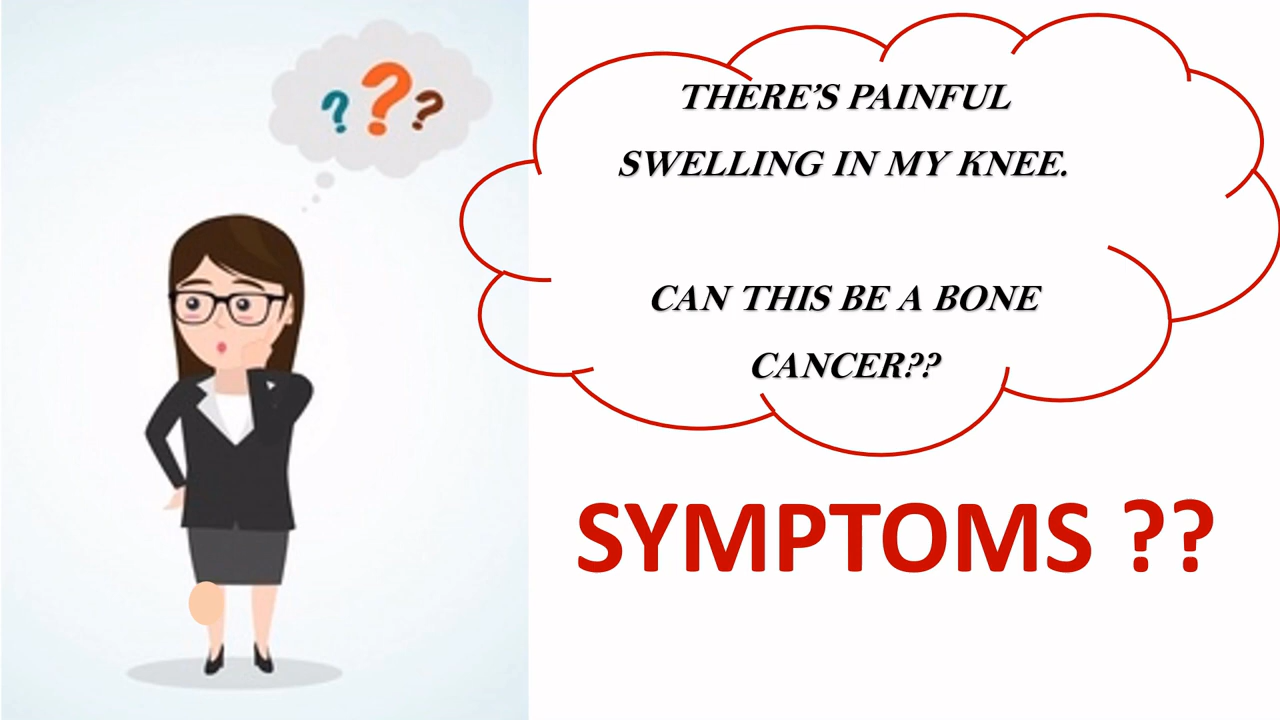 ? ? ?
THERE'S PAINFUL
SWELLING IN MY KNEE.
CAN THIS BE A BONE
CANCER??
SYMPTOMS ??